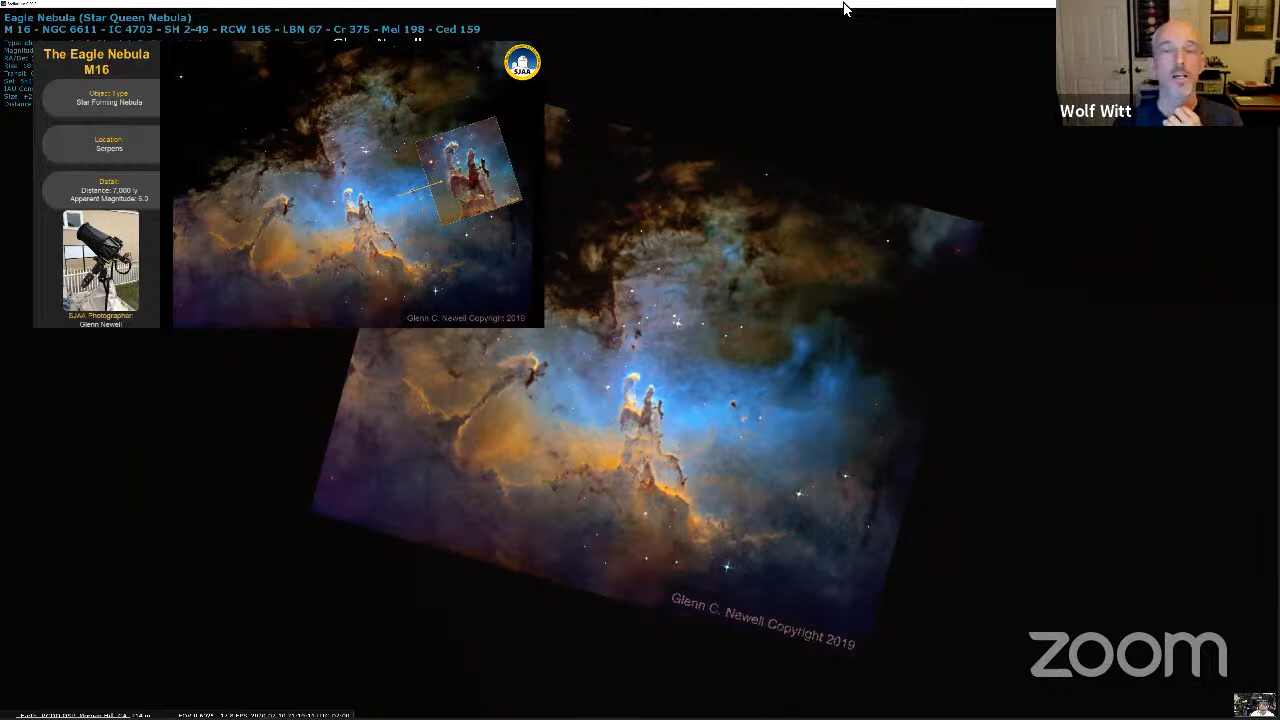 Eagle Nebula (Star Queen Nebula)
M 16 - NGC 6611 - IC 4703 - SH 2-49 - RCW 165 - LBN 67 - Cr 375 - Mel 198 - Ced 159
The Eagle Nebula
M16
Object Type
Star Forming Nebula
Location:
Serpens
Detail:
Distance: 7,000 ly
Apparent Magnitude: 6.0
SJAA Photographer:
Glenn Newell
SJAA
Glenn C. Newell Copyright 2019
Wolf Witt
Glenn C. Newell Copyright 2019
zoom